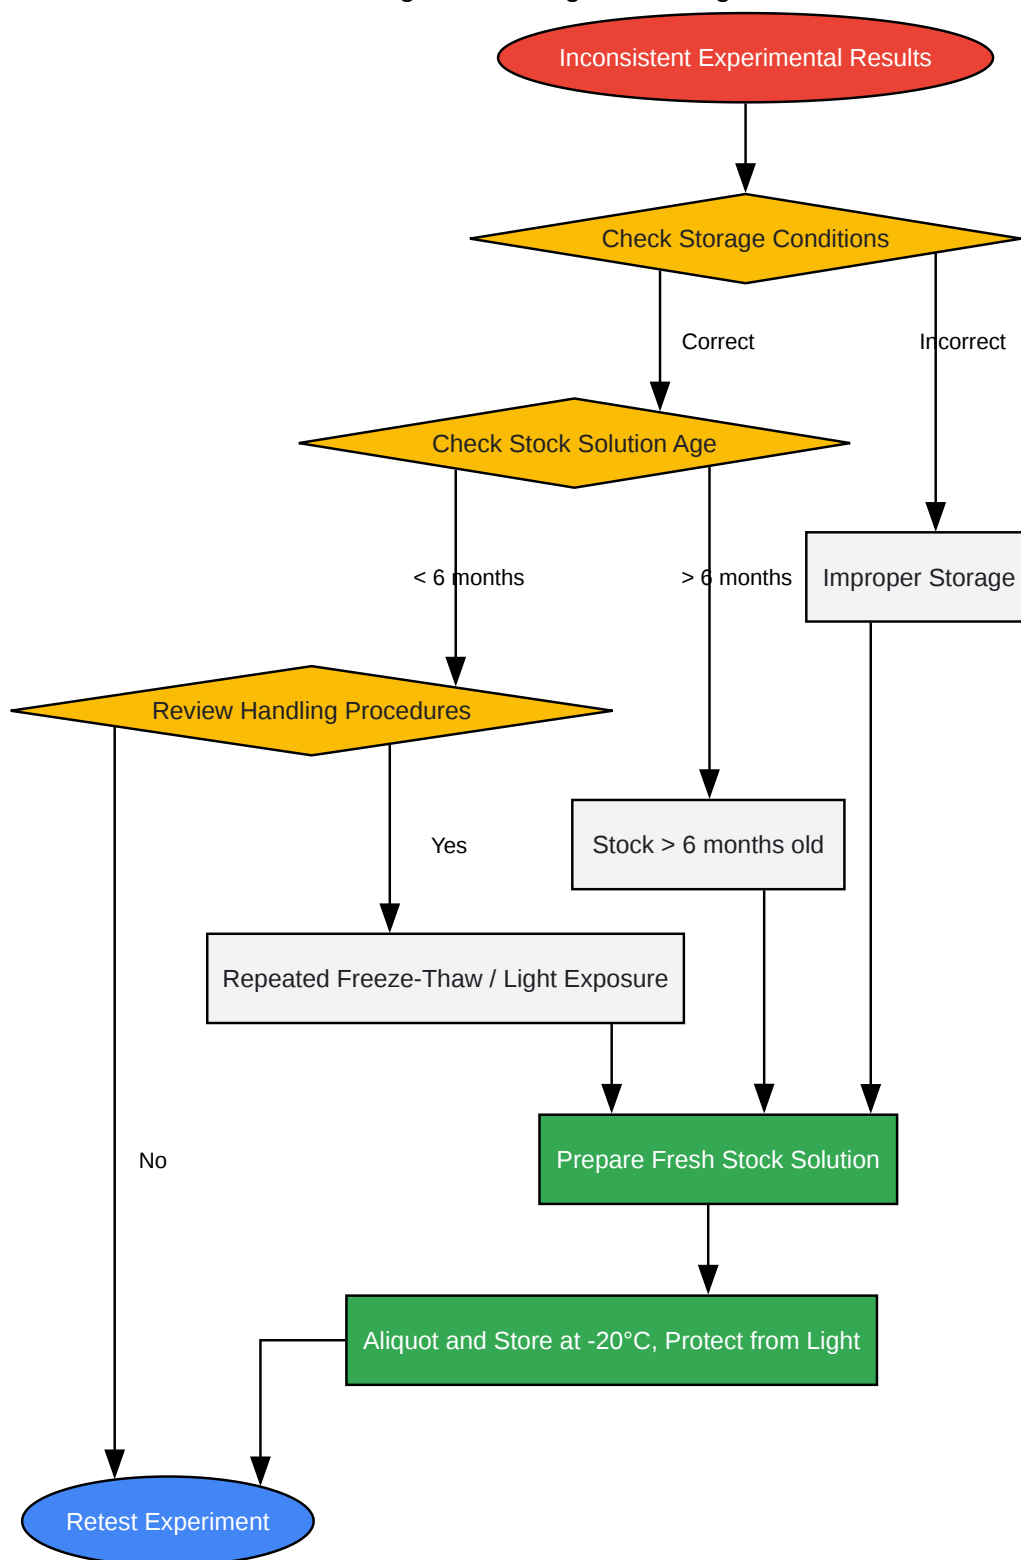 Inconsistent Experimental Results
Check Storage Conditions
Correct
Incorrect
Check Stock Solution Age
< 6 months
> 6 months
Improper Storage
Review Handling Procedures
Yes
Stock > 6 months old
Repeated Freeze-Thaw / Light Exposure
No
Prepare Fresh Stock Solution
Aliquot and Store at -20°C, Protect from Light
Retest Experiment